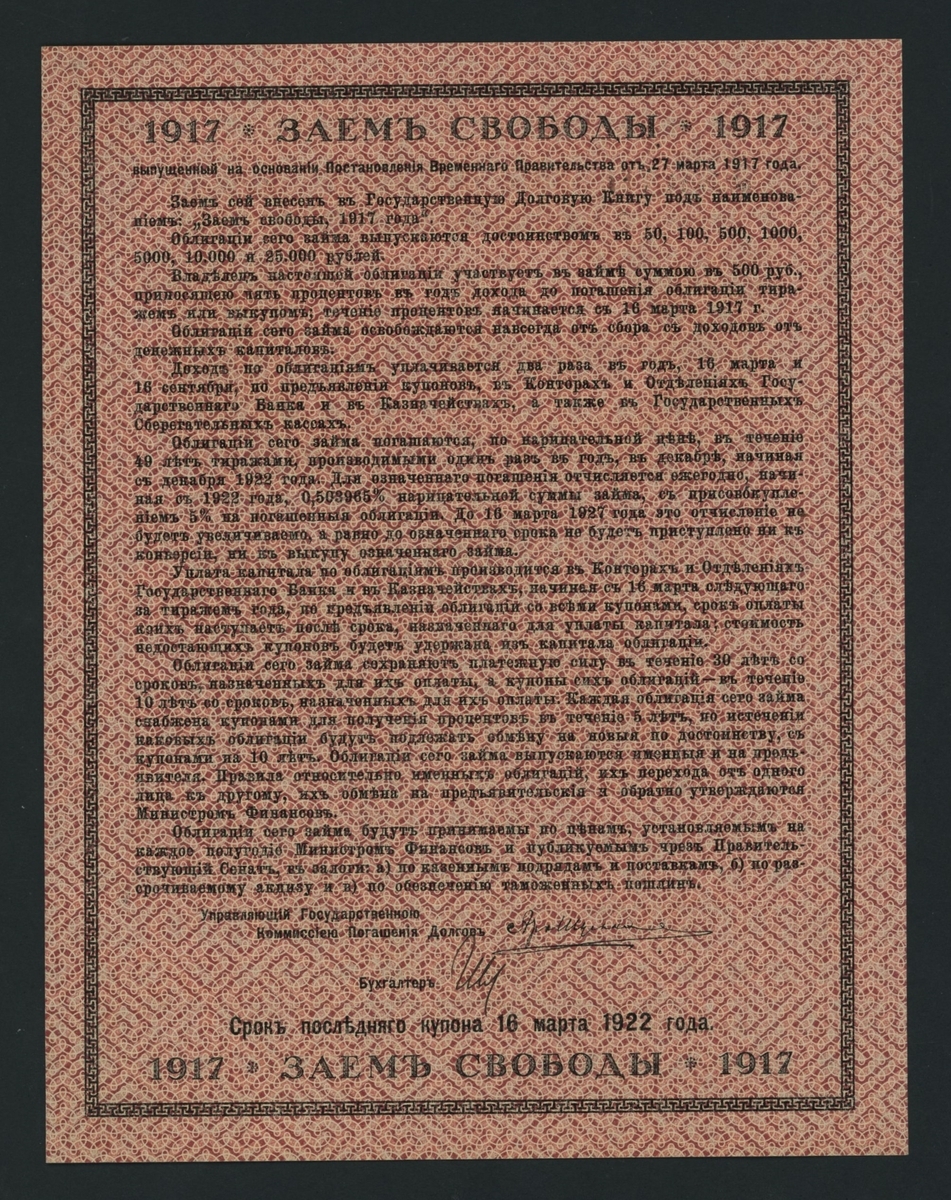 1917 * ЗАЕМЪ СВОБОДЫ * 1917
выпущенный на основаніи Постановленія Временнаго Правительства отъ 27 марта 1917 года.
Заемъ сей внесенъ въ Государственную Долговую Книгу подъ наименова-
ніемъ: „Заемъ свободы, 1917 года".
Облигаціи сего займа выпускаются достоинствомъ въ 50, 100, 500, 1000,
5000, 10.000 и 25.000 рублей.
Владѣлецъ настоящей облигаціи участвуетъ въ займѣ суммою въ 500 руб.,
приносящею пять процентовъ въ годъ дохода до погашенія облигаціи тира-
жемъ или выкупомъ; теченіе процентовъ начинается съ 16 марта 1917 г.
Облигаціи сего займа освобождаются навсегда отъ сбора съ доходовъ отъ
денежныхъ капиталовъ.
Доходъ по облигаціямъ уплачивается два раза въ годъ, 16 марта и
16 сентября, по предъявленіи купоновъ, въ Конторахъ и Отдѣленіяхъ Госу-
дарственнаго Банка и въ Казначействахъ, а также въ Государственныхъ
Сберегательныхъ кассахъ.
Облигаціи сего займа погашаются, по нарицательной цѣнѣ, въ теченіе
49 лѣтъ тиражами, производимыми одинъ разъ въ годъ, въ декабрѣ, начиная
съ декабря 1922 года. Для означеннаго погашенія отчисляется ежегодно, начи-
ная съ 1922 года, 0,503965% нарицательной суммы займа, съ присовокупле-
ніемъ 5% на погашенныя облигаціи. До 16 марта 1927 года это отчисленіе не
будетъ увеличиваемо, а равно до означеннаго срока не будетъ приступлено ни къ
конверсіи, ни къ выкупу означеннаго займа.
Уплата капитала по облигаціямъ производится въ Конторахъ и Отдѣленіяхъ
Государственнаго Банка и въ Казначействахъ, начиная съ 16 марта слѣдующаго
за тиражемъ года, по предъявленіи облигаціи со всѣми купонами, срокъ оплаты
коихъ наступаетъ послѣ срока, назначеннаго для уплаты капитала; стоимость
недостающихъ купоновъ будетъ удержана изъ капитала облигаціи.
Облигаціи сего займа сохраняютъ платежную силу въ теченіе 30 лѣтъ со
сроковъ, назначенныхъ для ихъ оплаты, а купоны сихъ облигацій—въ теченіе
10 лѣтъ со сроковъ, назначенныхъ для ихъ оплаты. Каждая облигація сего займа
снабжена купонами для полученія процентовъ въ теченіе 5 лѣтъ, по истеченіи
каковыхъ облигаціи будутъ подлежать обмѣну на новыя по достоинству, съ
купонами на 10 лѣтъ. Облигаціи сего займа выпускаются именныя и на предъ-
явителя. Правила относительно именныхъ облигацій, ихъ перехода отъ одного
лица къ другому, ихъ обмѣна на предъявительскія и обратно утверждаются
Министромъ Финансовъ.
Облигаціи сего займа будутъ принимаемы по цѣнамъ, установляемымъ на
каждое полугодіе Министромъ Финансовъ и публикуемымъ чрезъ Правитель-
ствующій Сенатъ, въ залоги: а) по казеннымъ подрядамъ и поставкамъ, б) по раз-
срочиваемому акцизу и в) по обезпеченію таможенныхъ пошлинъ.
Управляющій Государственною
Коммиссіею Погашенія Долговъ
Бухгалтеръ
Срокъ послѣдняго купона 16 марта 1922 года.
1917 * ЗАЕМЪ СВОБОДЫ * 1917